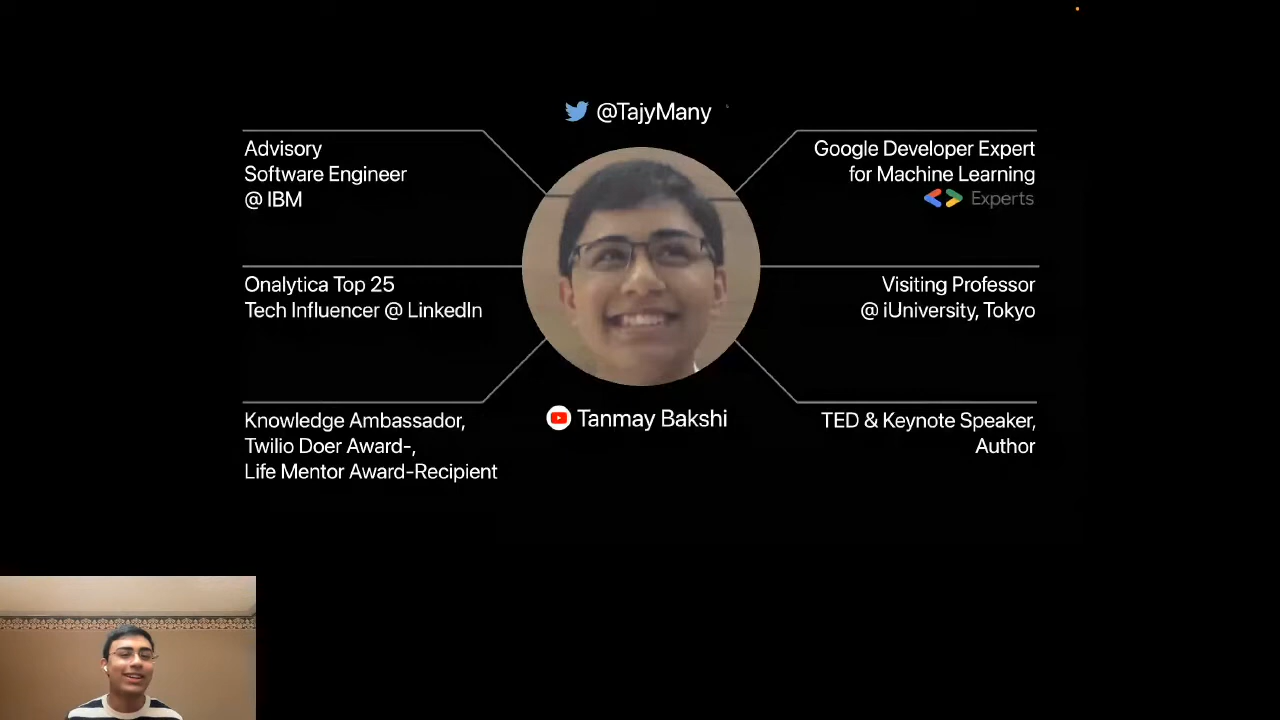 @TajyMany
Advisory
Software Engineer
@ IBM
Google Developer Expert
for Machine Learning
Experts
Onalytica Top 25
Tech Influencer @ LinkedIn
Visiting Professor
@ iUniversity, Tokyo
Knowledge Ambassador,
Twilio Doer Award-,
Life Mentor Award-Recipient
Tanmay Bakshi
TED & Keynote Speaker,
Author